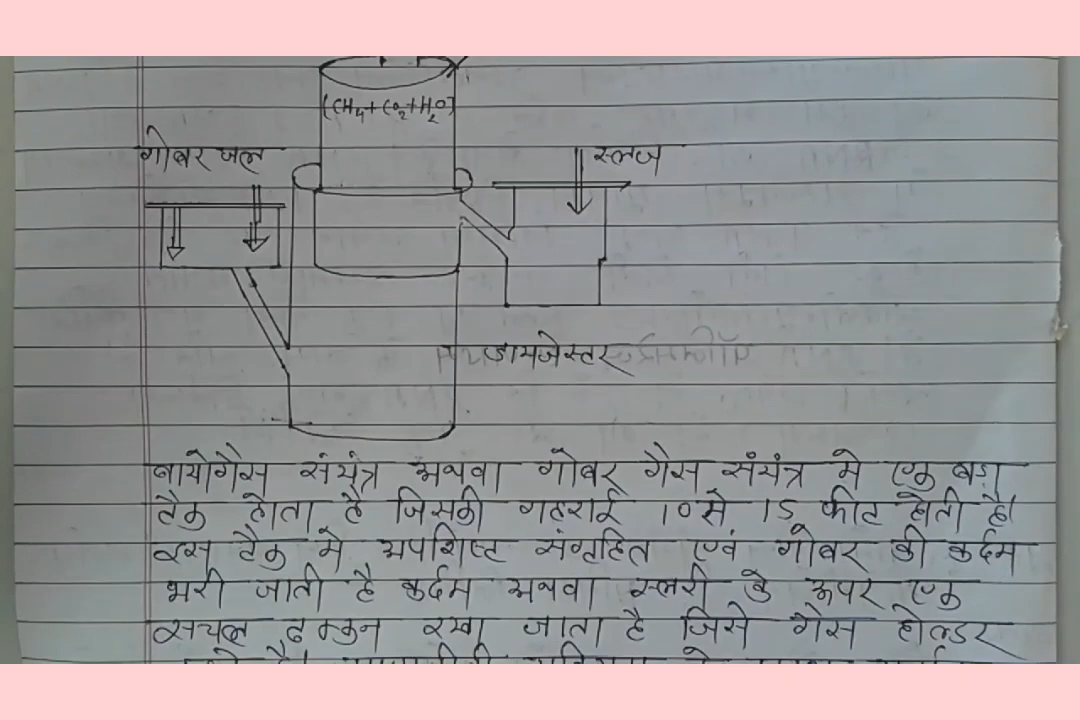 (CH₄+CO₂+H₂O)
गोबर जल
स्लज
डायजेस्टर
बायोगैस संयंत्र अथवा गोबर गैस संयंत्र मे एक बड़ा
टैक होता है जिसकी गहराई 10 से 15 फीट होती है।
इस टैक मे अपशिष्ट संग्रहित एवं गोबर की कर्दम
भरी जाती है कर्दम अथवा स्लरी के ऊपर एक
सचल ढक्कन रखा जाता है जिसे गैस होल्डर